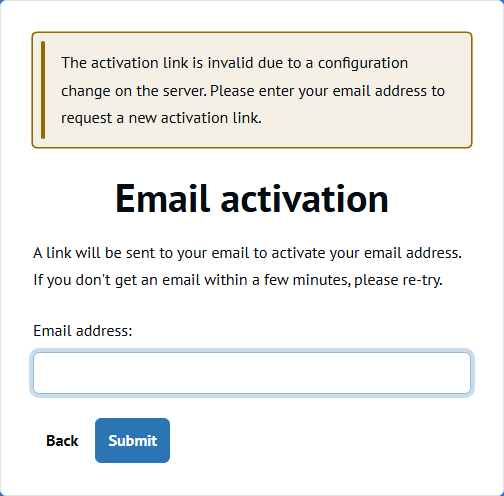 The activation link is invalid due to a configuration
change on the server. Please enter your email address to
request a new activation link.
Email activation
A link will be sent to your email to activate your email address.
If you don't get an email within a few minutes, please re-try.
Email address:
Back
Submit